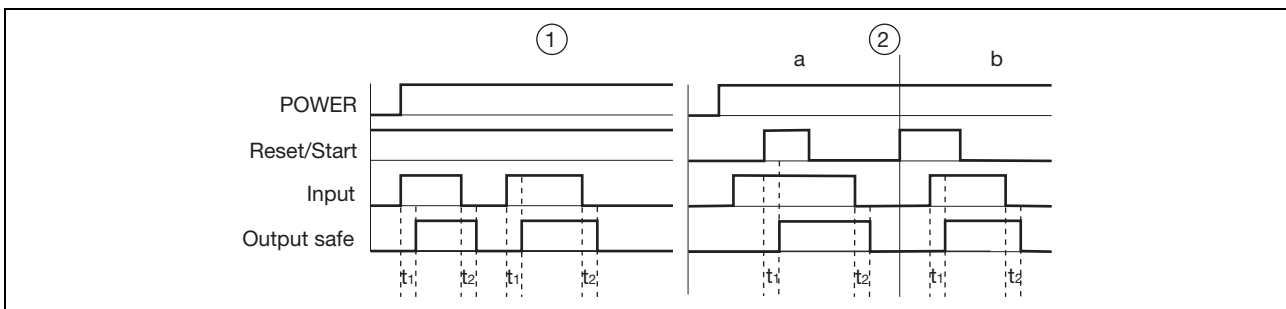 1
2
a
b
POWER
Reset/Start
Input
Output safe
t1 t2 t1 t2
t1 t2 t1 t2